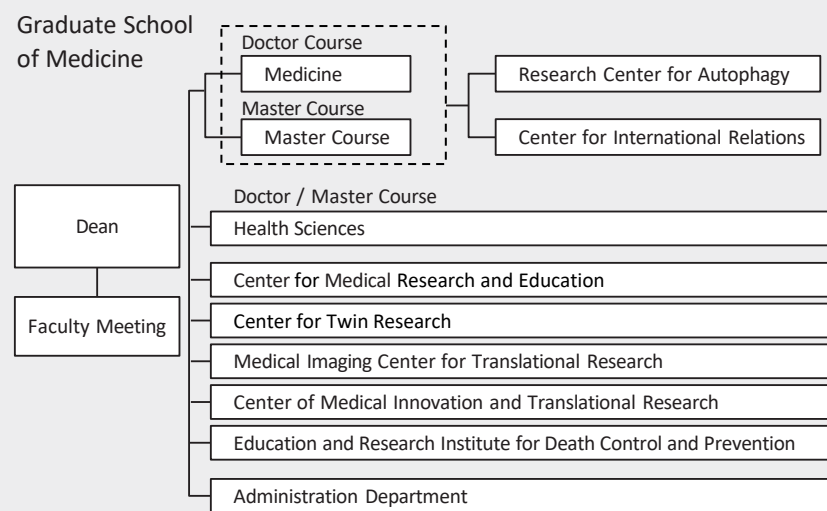 Graduate School
of Medicine
Doctor Course
Medicine
Master Course
Master Course
Research Center for Autophagy
Center for International Relations
Dean
Faculty Meeting
Doctor / Master Course
Health Sciences
Center for Medical Research and Education
Center for Twin Research
Medical Imaging Center for Translational Research
Center of Medical Innovation and Translational Research
Education and Research Institute for Death Control and Prevention
Administration Department